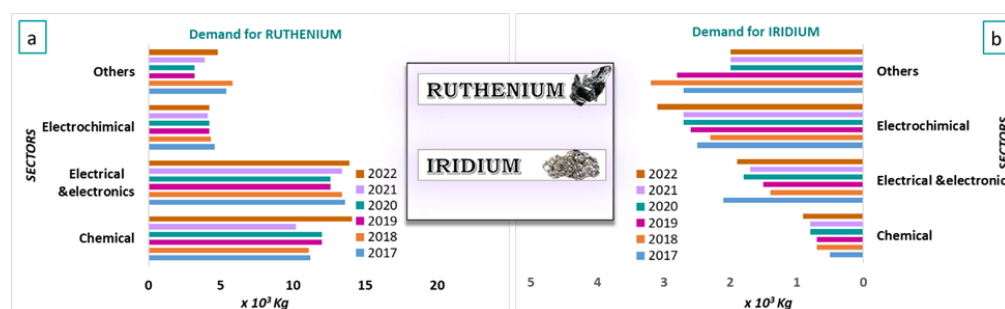 a
Demand for RUTHENIUM
SECTORS
Others
Electrochimical
Electrical
&electronics
Chemical
2022
2021
2020
2019
2018
2017
0 5 10 15 20
x 10³ Kg
RUTHENIUM
IRIDIUM
b
Demand for IRIDIUM
SECTORS
Others
Electrochimical
Electrical &electronic
Chemical
2022
2021
2020
2019
2018
2017
5 4 3 2 1 0
x 10³ Kg